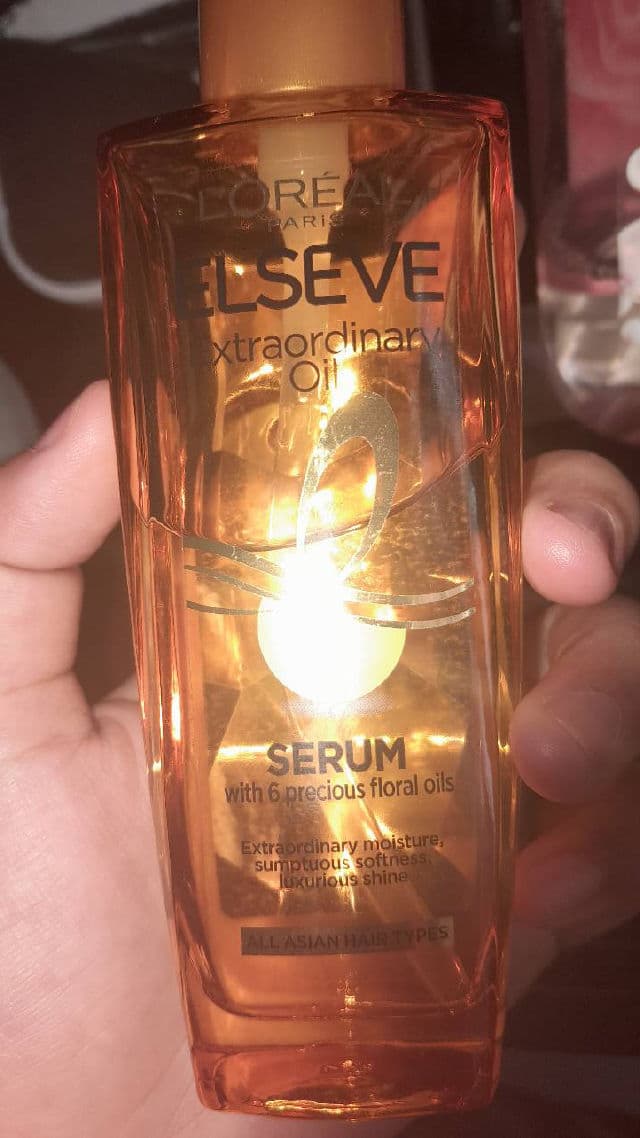 L'ORÉAL
PARIS
ELSEVE
Extraordinary
Oil
SERUM
with 6 precious floral oils
Extraordinary moisture,
sumptuous softness,
luxurious shine
ALL ASIAN HAIR TYPES